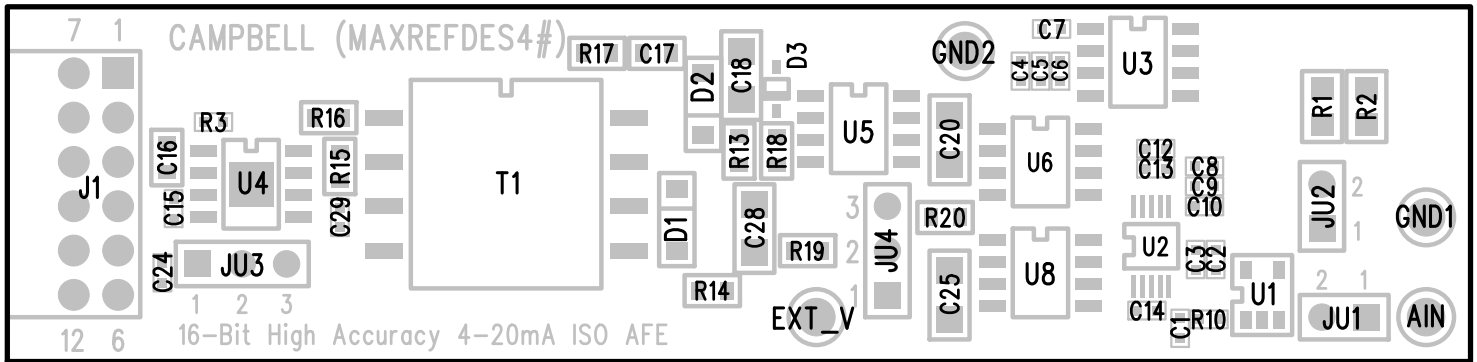 7 1
CAMPBELL (MAXREFDES4#)
R17
C17
D2
C18
D3
GND2
C7
C4
C5
C6
U3
R1
R2
R3
R16
C16
R15
U4
J1
T1
R13
R18
U5
C20
U6
C12
C13
C8
C9
C10
JU2
2
1
GND1
C15
C29
D1
C28
3
2
1
JU4
R20
R19
U2
U8
C3
C2
C24
JU3
1 2 3
R14
EXT_V
C25
C14
C1
R10
U1
2 1
JU1
AIN
12 6
16-Bit High Accuracy 4-20mA ISO AFE